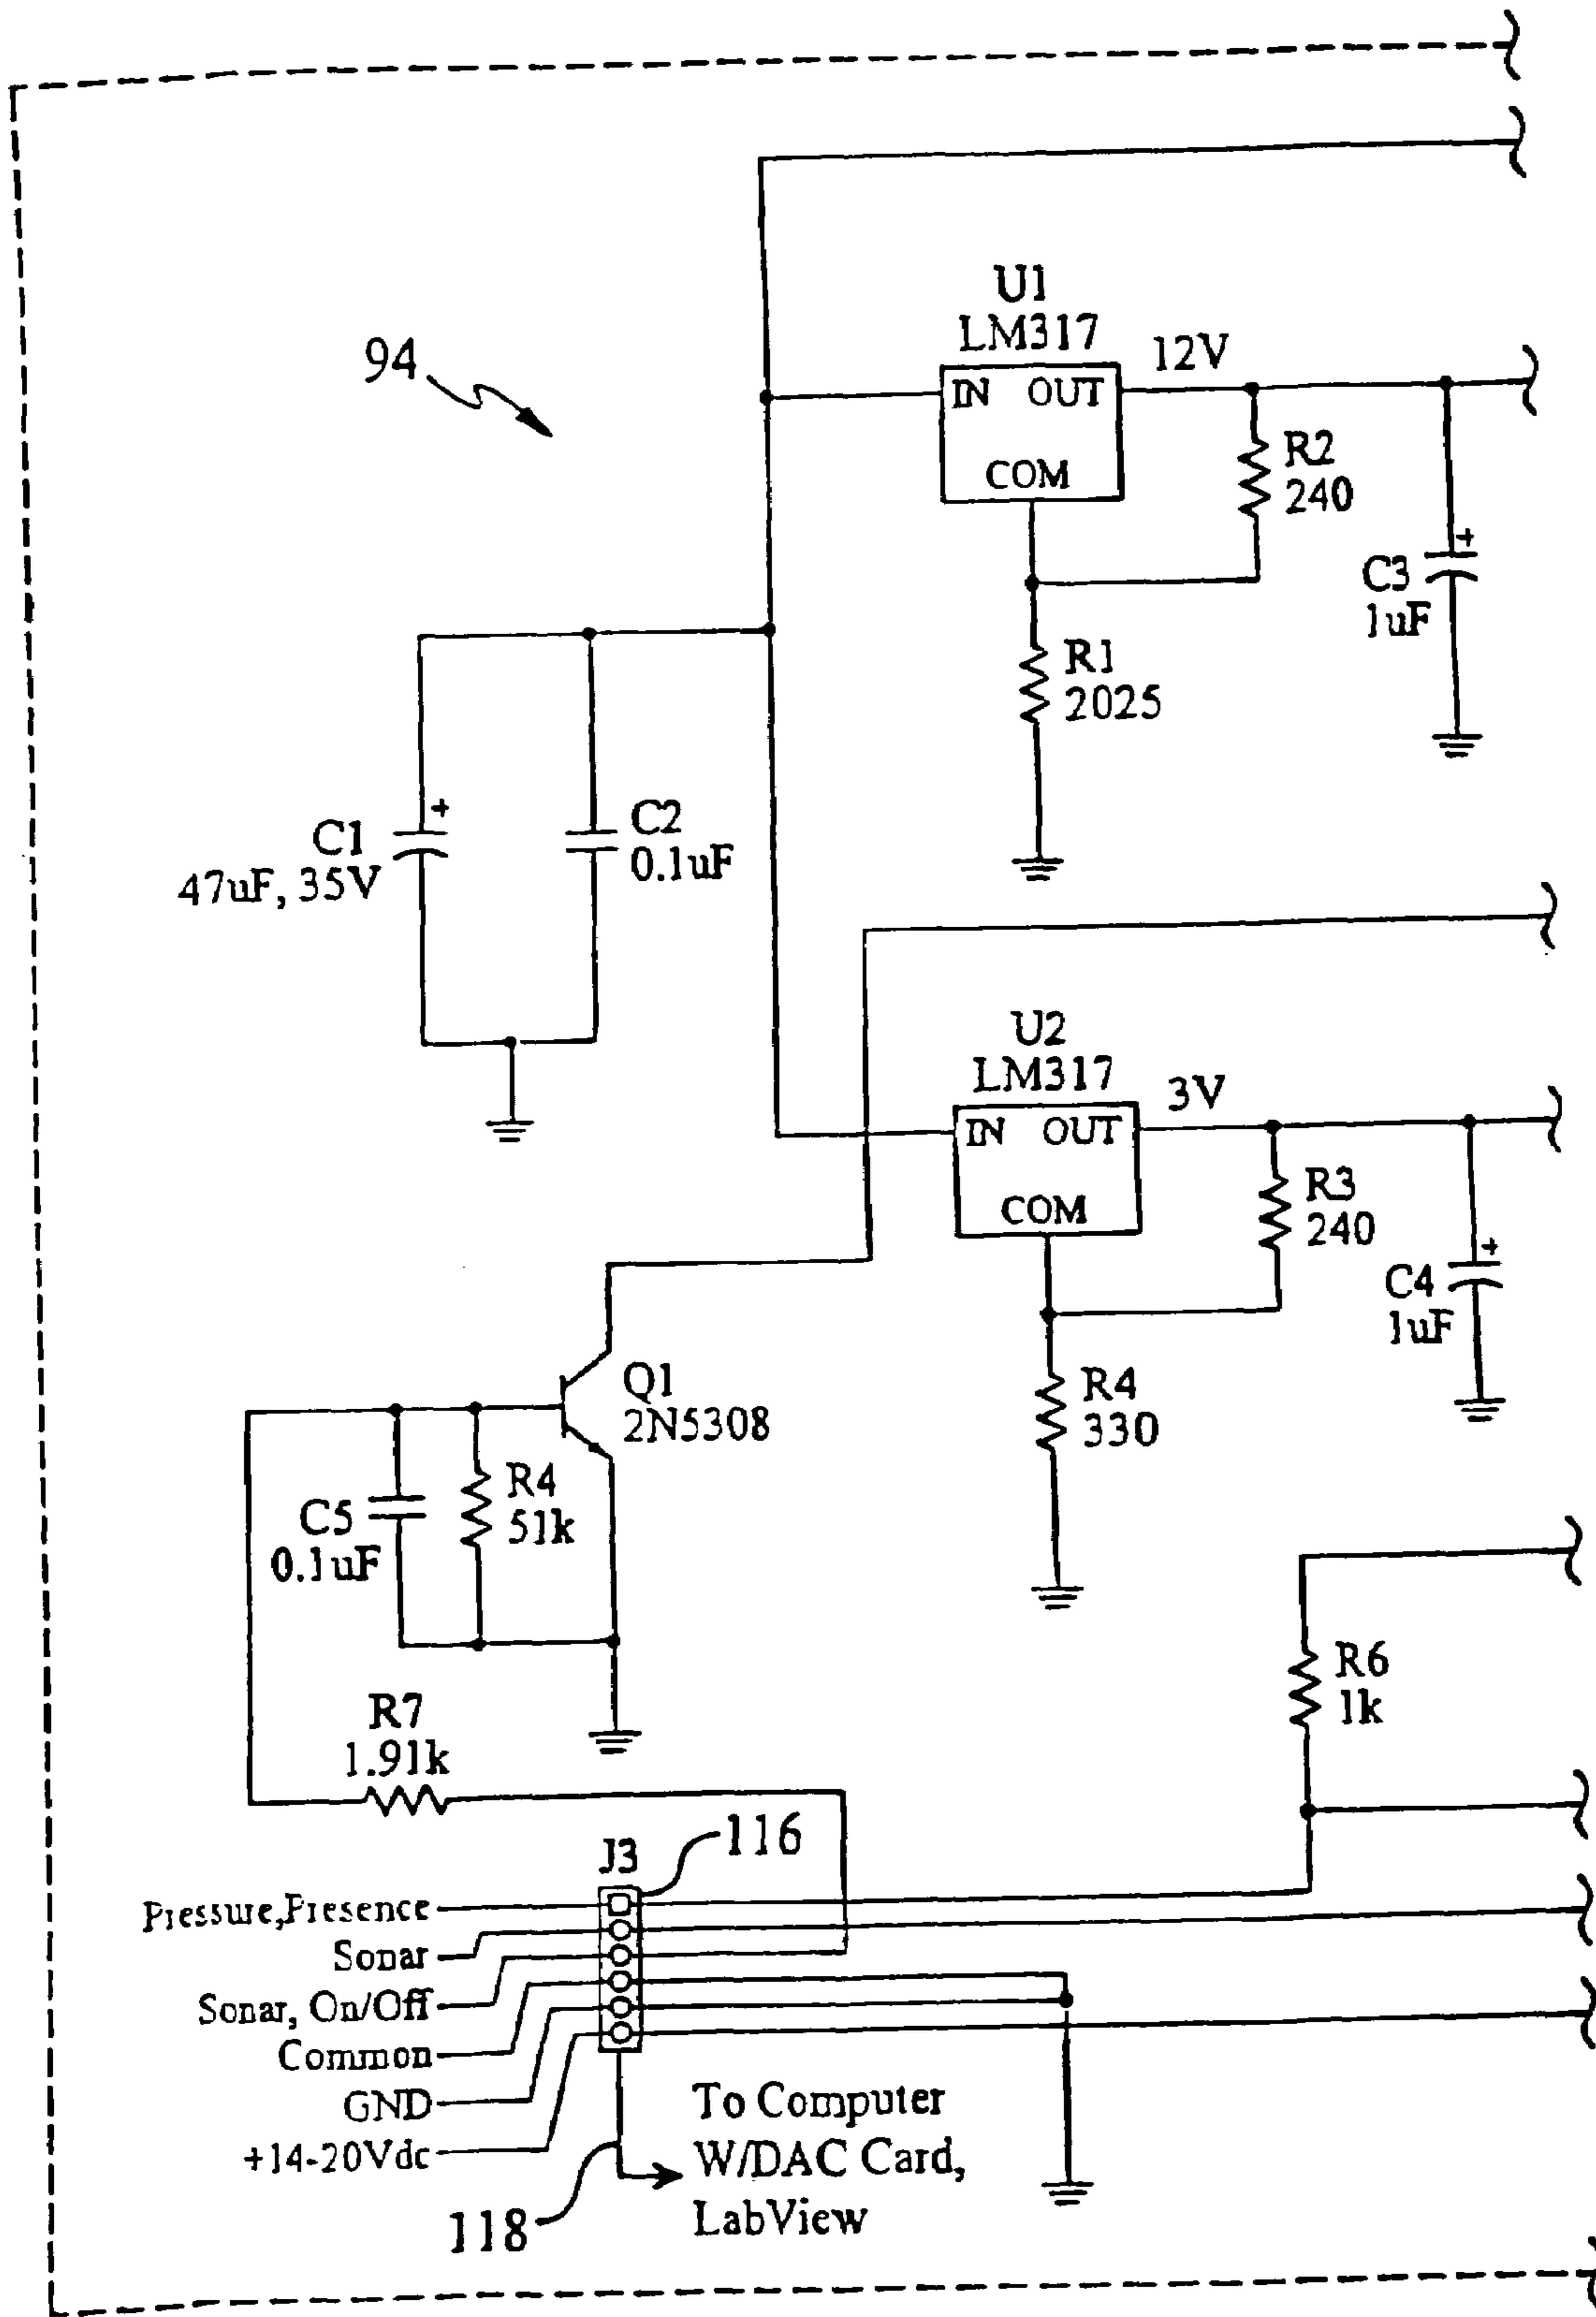 94
U1
LM317
12V
IN OUT
COM
R2
240
C3
+
1uF
R1
2025
C1
+
47uF, 35V
C2
0.1uF
U2
LM317
3V
IN OUT
COM
R3
240
C4
+
1uF
R4
330
Q1
2N5308
C5
0.1uF
R4
51k
R6
1k
R7
1.91k
J3
116
Pressure,Presence
Sonar
Sonar, On/Off
Common
GND
+14-20Vdc
118
To Computer
W/DAC Card,
LabView